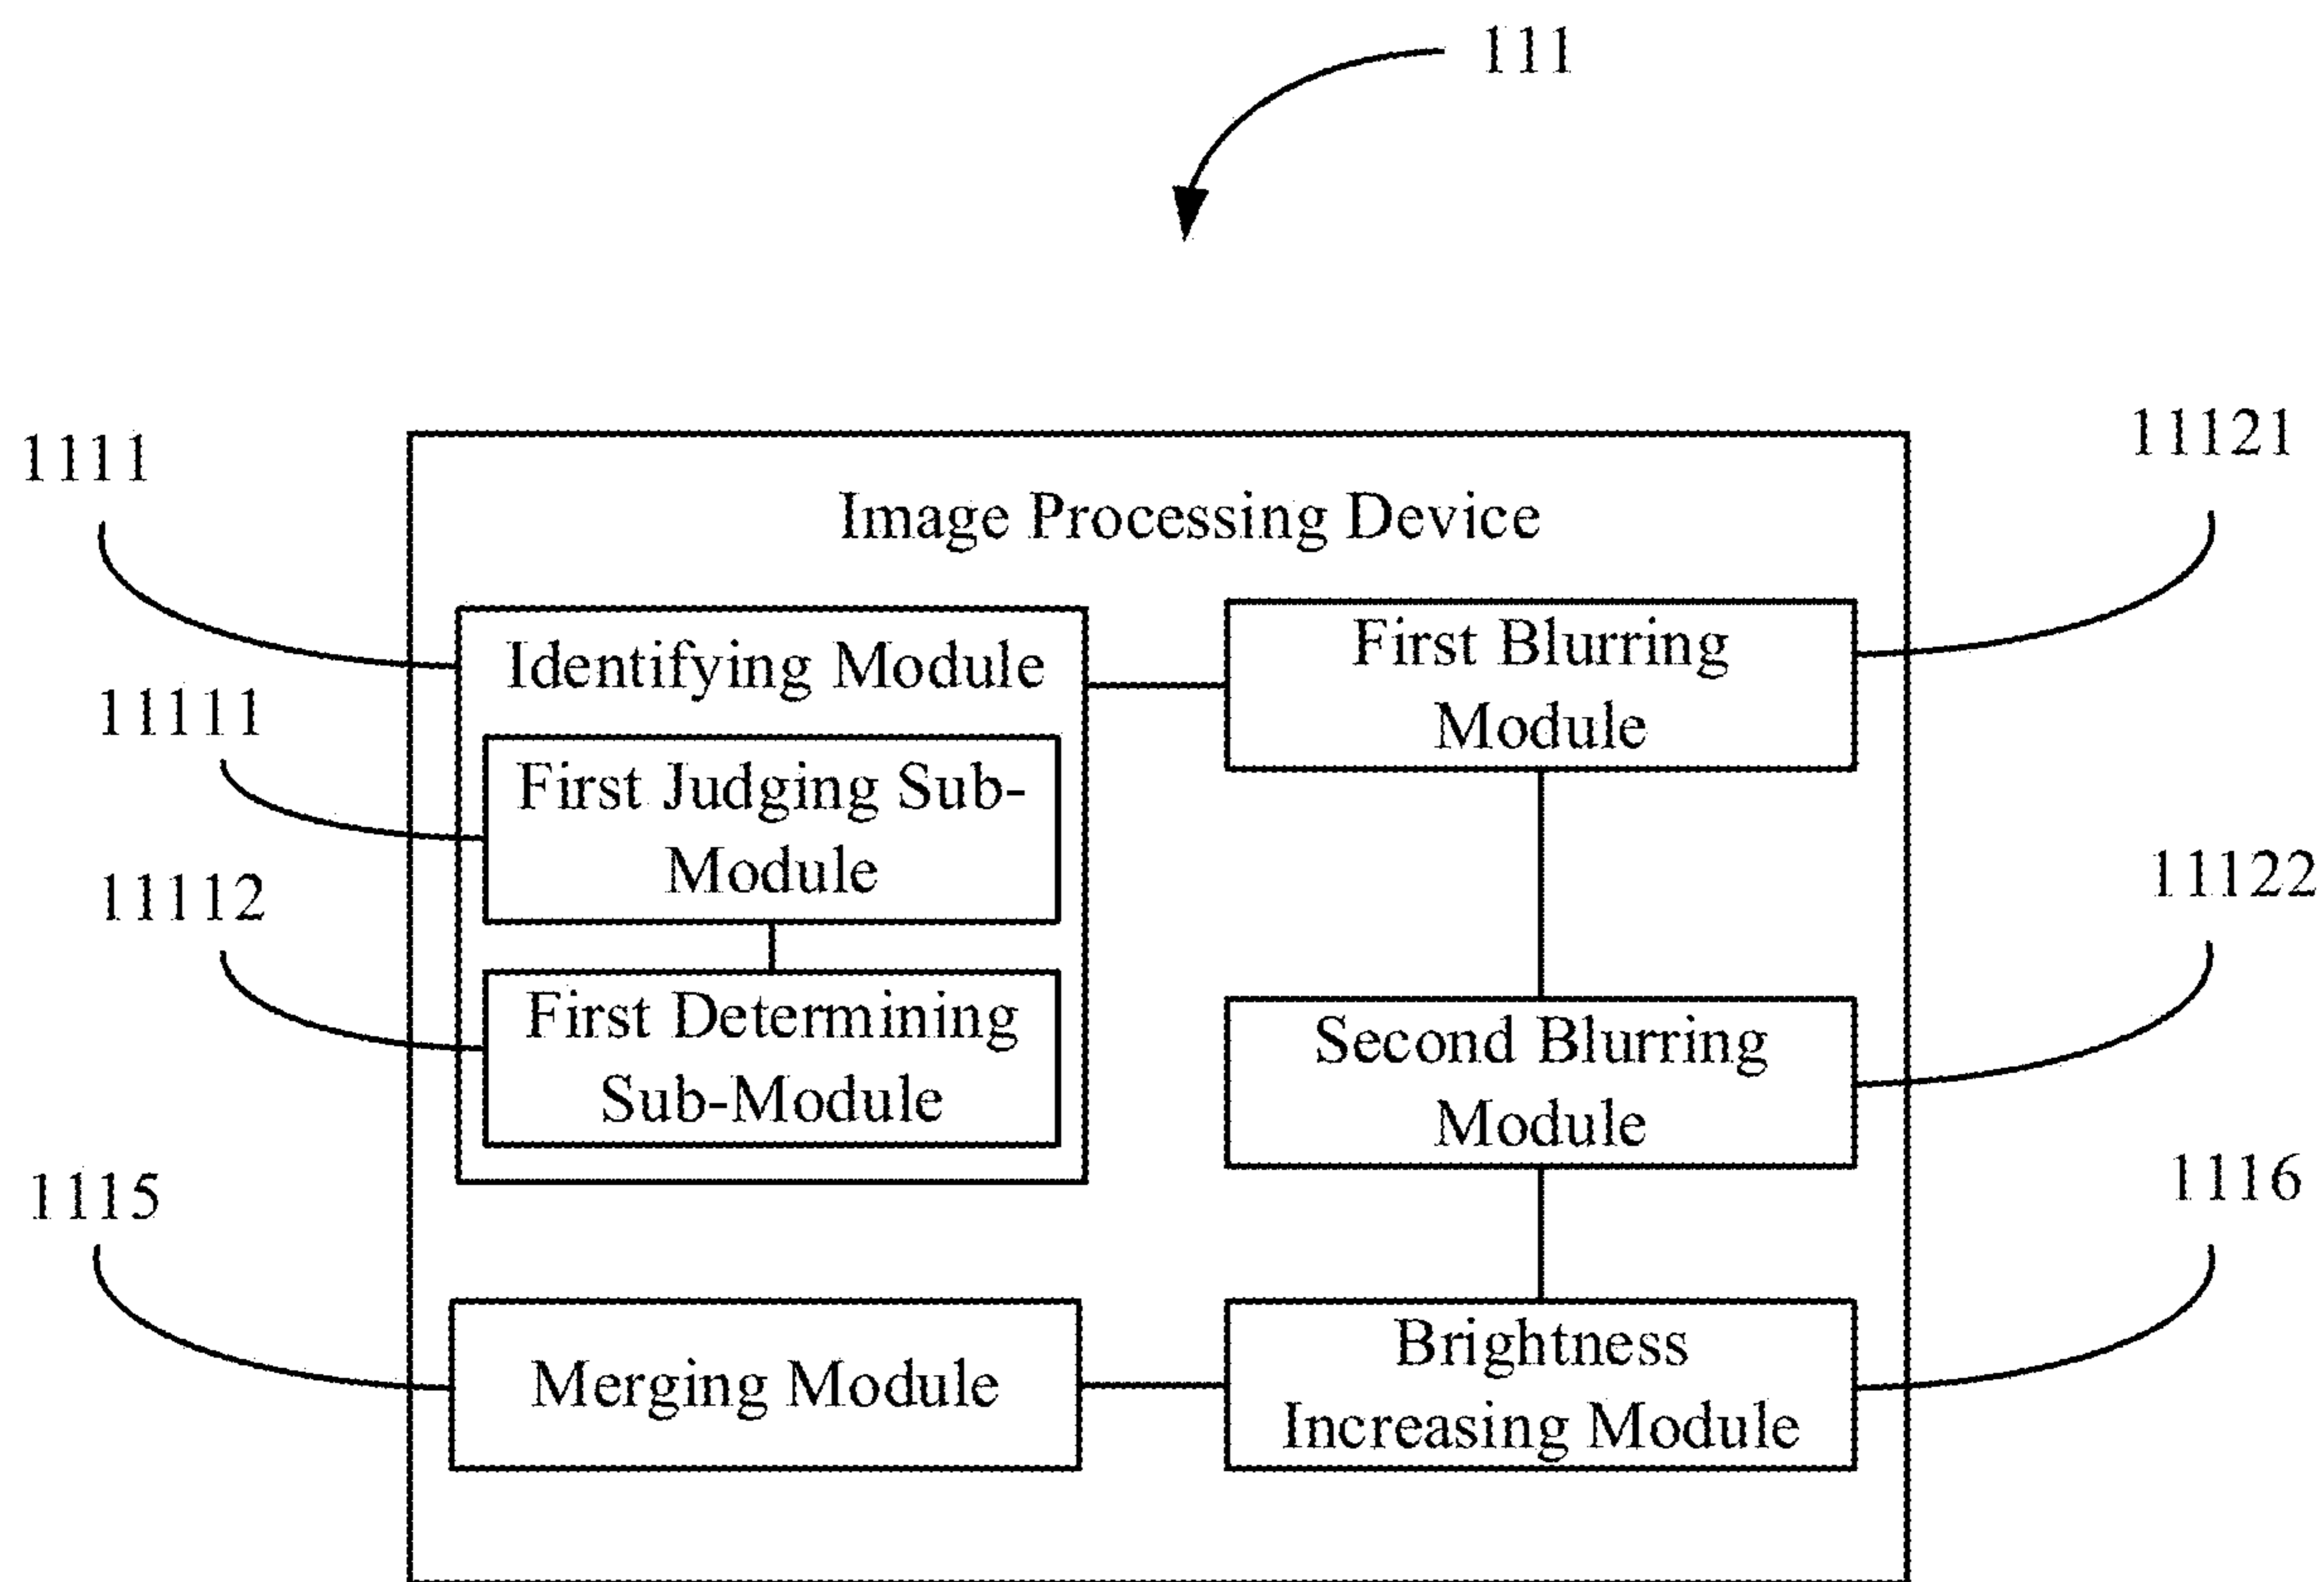 111
1111
11121
Image Processing Device
Identifying Module
First Blurring
Module
11111
First Judging Sub-
Module
11112
11122
First Determining
Sub-Module
Second Blurring
Module
1115
1116
Merging Module
Brightness
Increasing Module